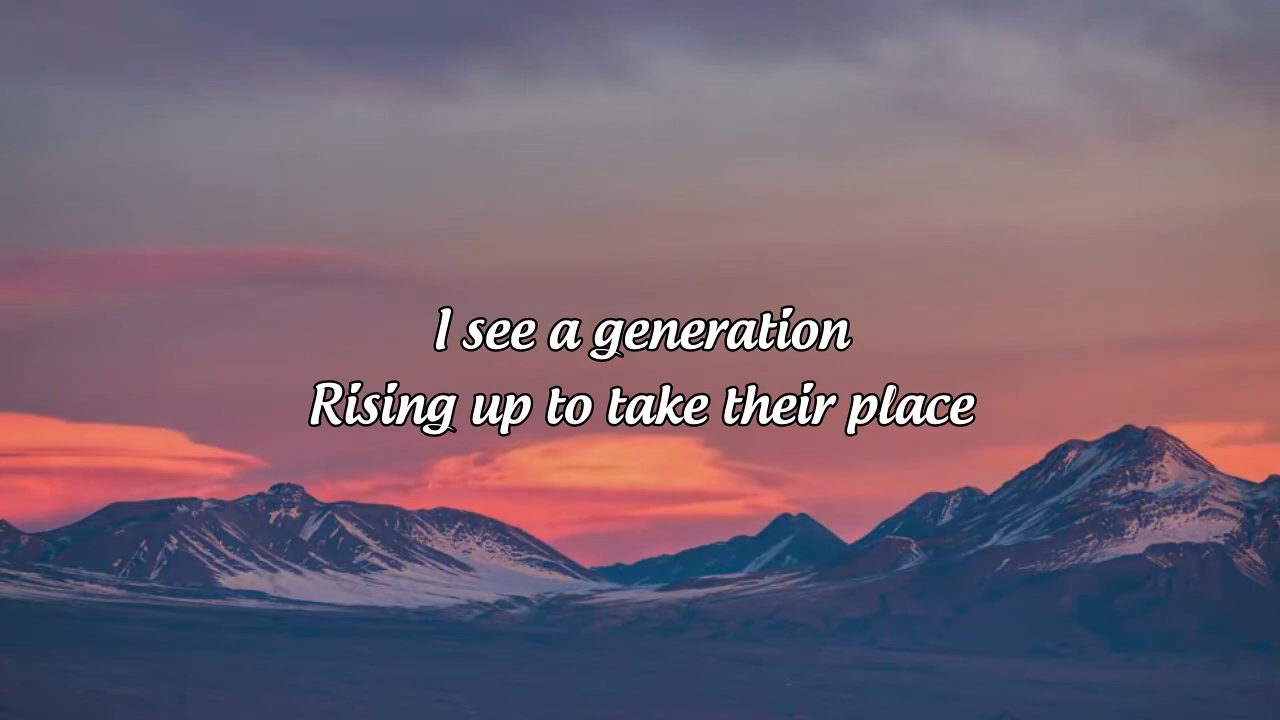 I see a generation
Rising up to take their place